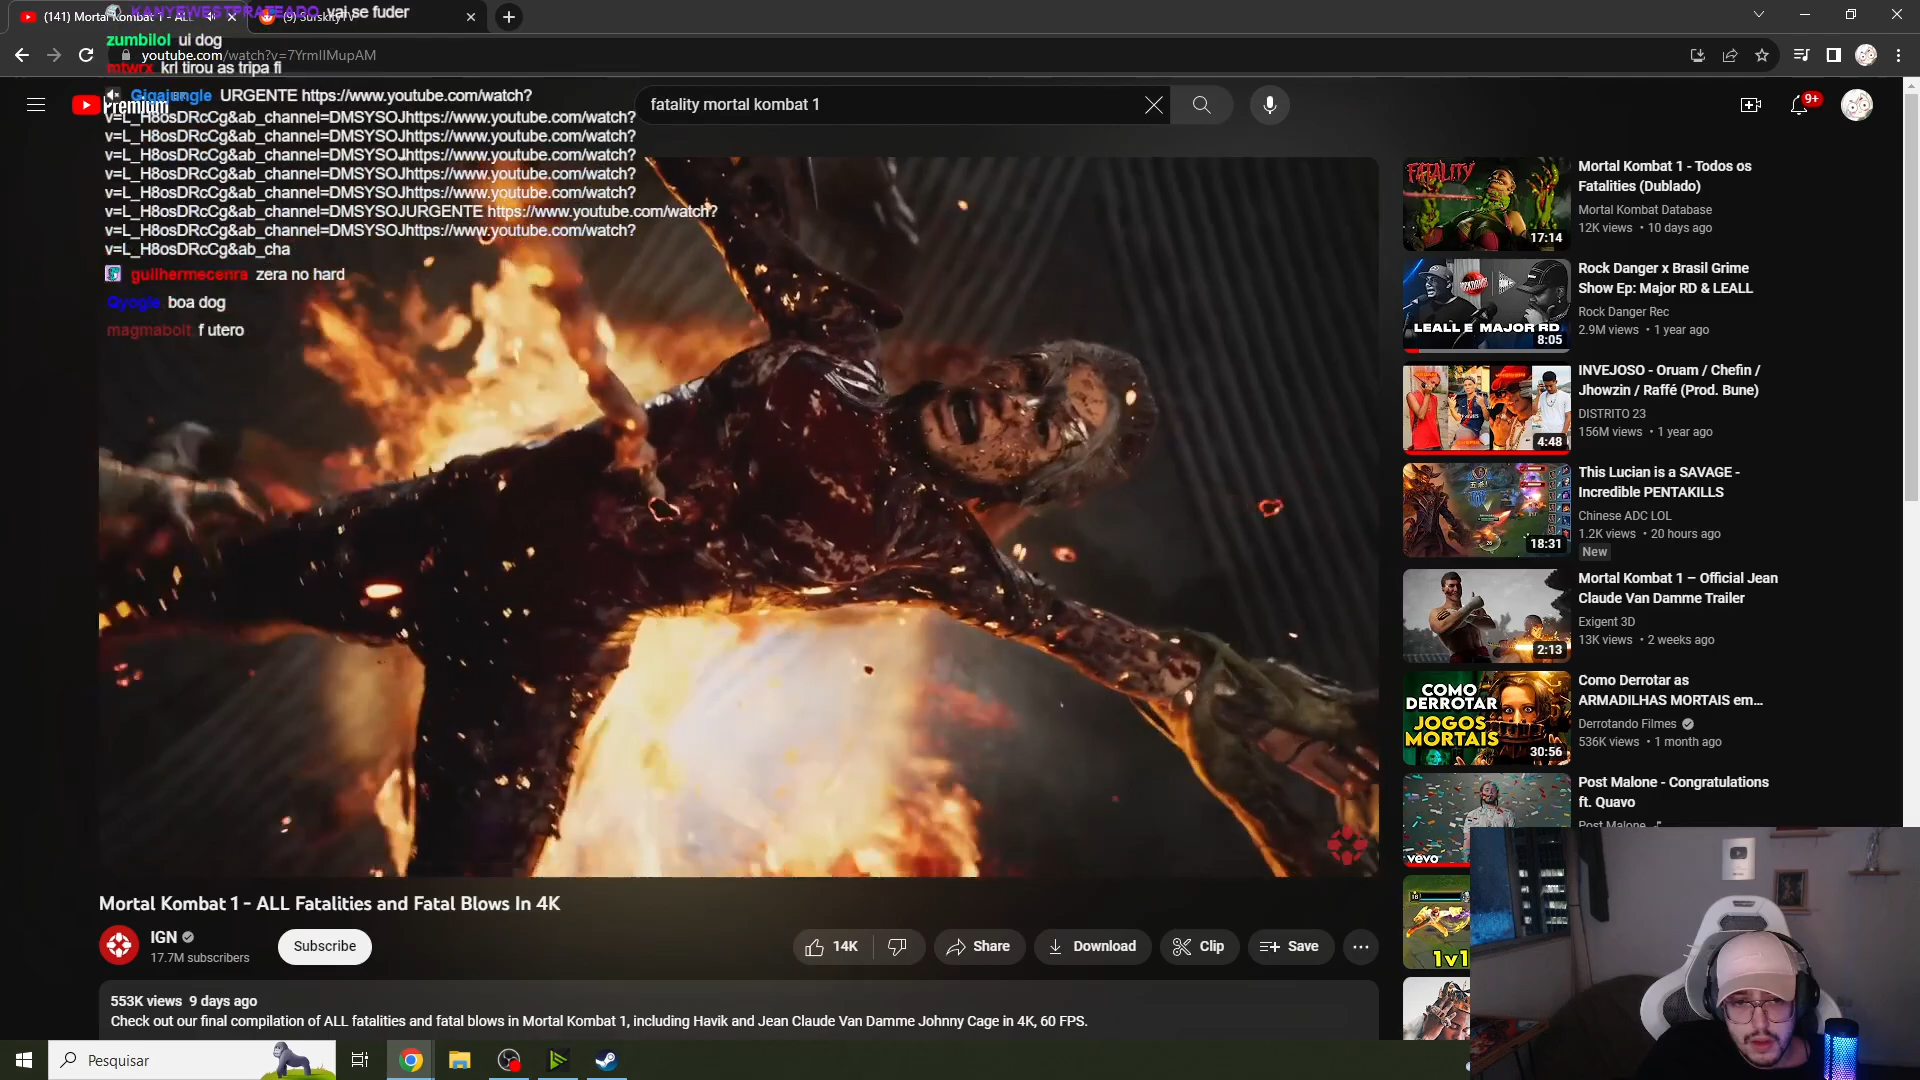 (141) Mortal Kombat 1 - ALL
(9) SurskityTV
KANYEWESTPRATEADO vai se fuder
zumbilol ui dog
youtube.com/watch?v=7YrmIIMupAM
mtwrx krl tirou as tripa fi
Premium
Gigajungle URGENTE https://www.youtube.com/watch?
v=L_H8osDRcCg&ab_channel=DMSYSOJhttps://www.youtube.com/watch?
v=L_H8osDRcCg&ab_channel=DMSYSOJhttps://www.youtube.com/watch?
v=L_H8osDRcCg&ab_channel=DMSYSOJhttps://www.youtube.com/watch?
v=L_H8osDRcCg&ab_channel=DMSYSOJhttps://www.youtube.com/watch?
v=L_H8osDRcCg&ab_channel=DMSYSOJhttps://www.youtube.com/watch?
v=L_H8osDRcCg&ab_channel=DMSYSOJURGENTE https://www.youtube.com/watch?
v=L_H8osDRcCg&ab_channel=DMSYSOJhttps://www.youtube.com/watch?
v=L_H8osDRcCg&ab_cha
guilhermecenra zera no hard
Qyogle boa dog
magmabolt f utero
fatality mortal kombat 1
9+
FATALITY
17:14
Mortal Kombat 1 - Todos os
Fatalities (Dublado)
Mortal Kombat Database
12K views • 10 days ago
LEALL E MAJOR RD
8:05
Rock Danger x Brasil Grime
Show Ep: Major RD & LEALL
Rock Danger Rec
2.9M views • 1 year ago
4:48
INVEJOSO - Oruam / Chefin /
Jhowzin / Raffé (Prod. Bune)
DISTRITO 23
156M views • 1 year ago
18:31
This Lucian is a SAVAGE -
Incredible PENTAKILLS
Chinese ADC LOL
1.2K views • 20 hours ago
New
2:13
Mortal Kombat 1 – Official Jean
Claude Van Damme Trailer
Exigent 3D
13K views • 2 weeks ago
COMO
DERROTAR
JOGOS
MORTAIS
30:56
Como Derrotar as
ARMADILHAS MORTAIS em...
Derrotando Filmes
536K views • 1 month ago
vevo
Post Malone - Congratulations
ft. Quavo
Post Malone
1v1
Mortal Kombat 1 - ALL Fatalities and Fatal Blows In 4K
IGN
17.7M subscribers
Subscribe
14K
Share
Download
Clip
Save
553K views 9 days ago
Check out our final compilation of ALL fatalities and fatal blows in Mortal Kombat 1, including Havik and Jean Claude Van Damme Johnny Cage in 4K, 60 FPS.
Pesquisar